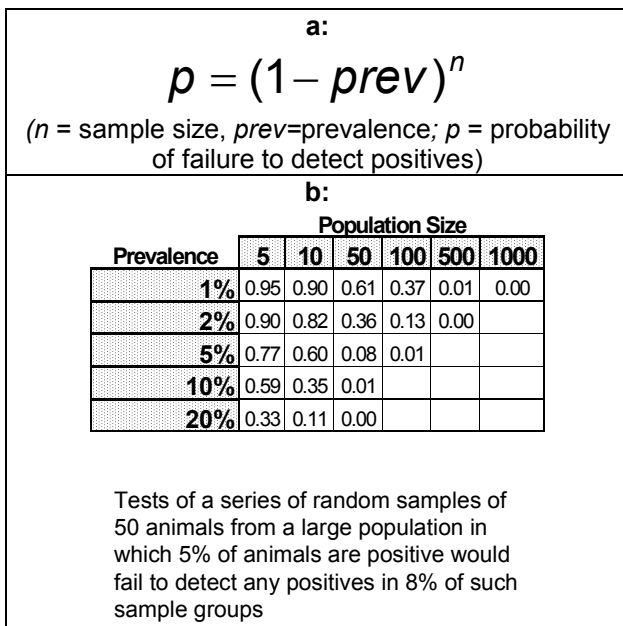 a:
p = (1 − prev)^n
(n = sample size, prev=prevalence; p = probability
of failure to detect positives)
b:
Population Size
Prevalence 5 10 50 100 500 1000
1% 0.95 0.90 0.61 0.37 0.01 0.00
2% 0.90 0.82 0.36 0.13 0.00
5% 0.77 0.60 0.08 0.01
10% 0.59 0.35 0.01
20% 0.33 0.11 0.00
Tests of a series of random samples of
50 animals from a large population in
which 5% of animals are positive would
fail to detect any positives in 8% of such
sample groups